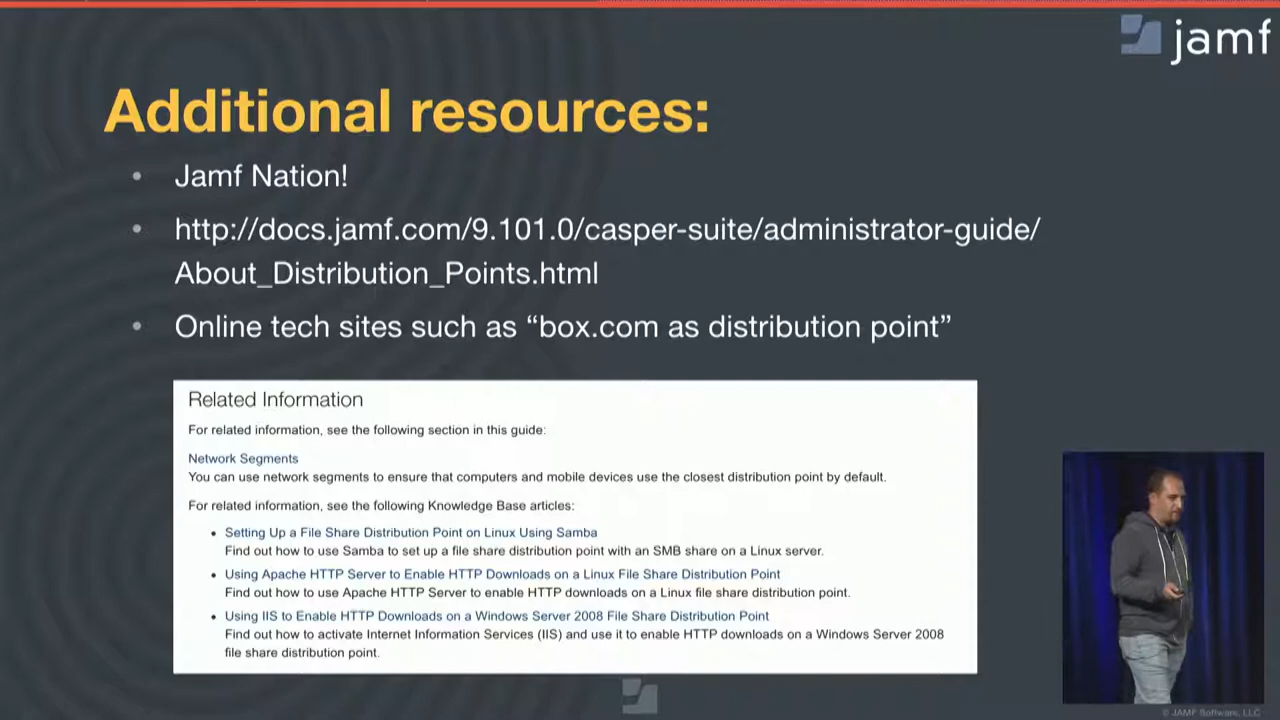 jamf
Additional resources:
• Jamf Nation!
• http://docs.jamf.com/9.101.0/casper-suite/administrator-guide/
About_Distribution_Points.html
• Online tech sites such as “box.com as distribution point”
Related Information
For related information, see the following section in this guide:
Network Segments
You can use network segments to ensure that computers and mobile devices use the closest distribution point by default.
For related information, see the following Knowledge Base articles:
• Setting Up a File Share Distribution Point on Linux Using Samba
Find out how to use Samba to set up a file share distribution point with an SMB share on a Linux server.
• Using Apache HTTP Server to Enable HTTP Downloads on a Linux File Share Distribution Point
Find out how to use Apache HTTP Server to enable HTTP downloads on a Linux file share distribution point.
• Using IIS to Enable HTTP Downloads on a Windows Server 2008 File Share Distribution Point
Find out how to activate Internet Information Services (IIS) and use it to enable HTTP downloads on a Windows Server 2008
file share distribution point.
© JAMF Software, LLC